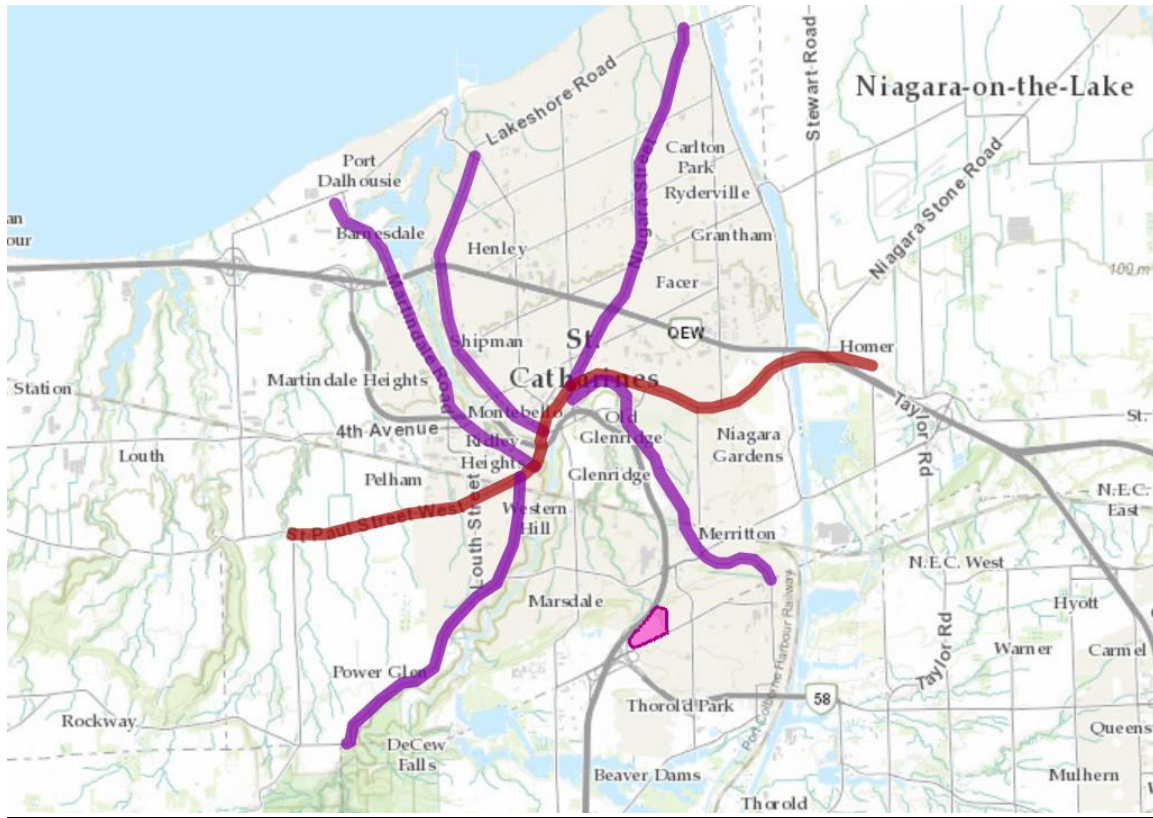 Niagara-on-the-Lake
Stewart Road
Lakeshore Road
Carlton
Park
Port
Dalhousie
Ryderville
Niagara Street
Niagara Stone Road
an
our
Barnesdale
Henley
Grantham
100 m
Facer
Martindale Road
QEW
Shipman
St.
Catharines
Homer
Station
Martindale Heights
Montebello
Old
Glenridge
Taylor Rd
St.
4th Avenue
Ridley
Heights
Niagara
Gardens
Louth
Pelham
Glenridge
N.E.C.
East
St Paul Street West
Louth Street
Western
Hill
Merritton
N.E.C. West
Marsdale
Hyott
Port Colborne Harbour Railway
Taylor Rd
Warner
Carmel
Power Glen
58
Rockway
Thorold Park
Queens
DeCew
Falls
Beaver Dams
Mulhern
Thorold